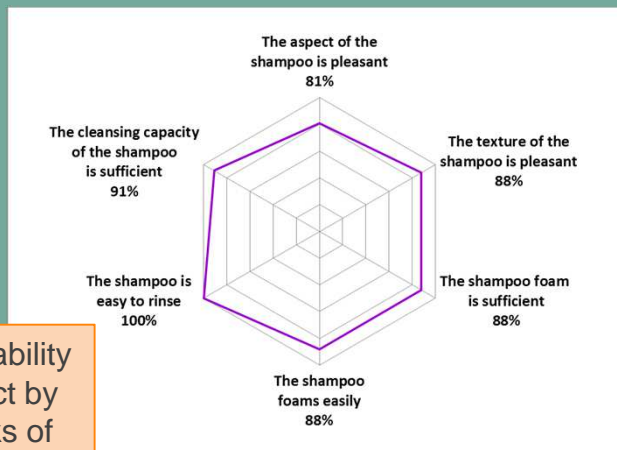 The aspect of the
shampoo is pleasant
81%
The texture of the
shampoo is pleasant
88%
The shampoo foam
is sufficient
88%
The shampoo
foams easily
88%
The shampoo is
easy to rinse
100%
The cleansing capacity
of the shampoo
is sufficient
91%
ability
ct by
ks of